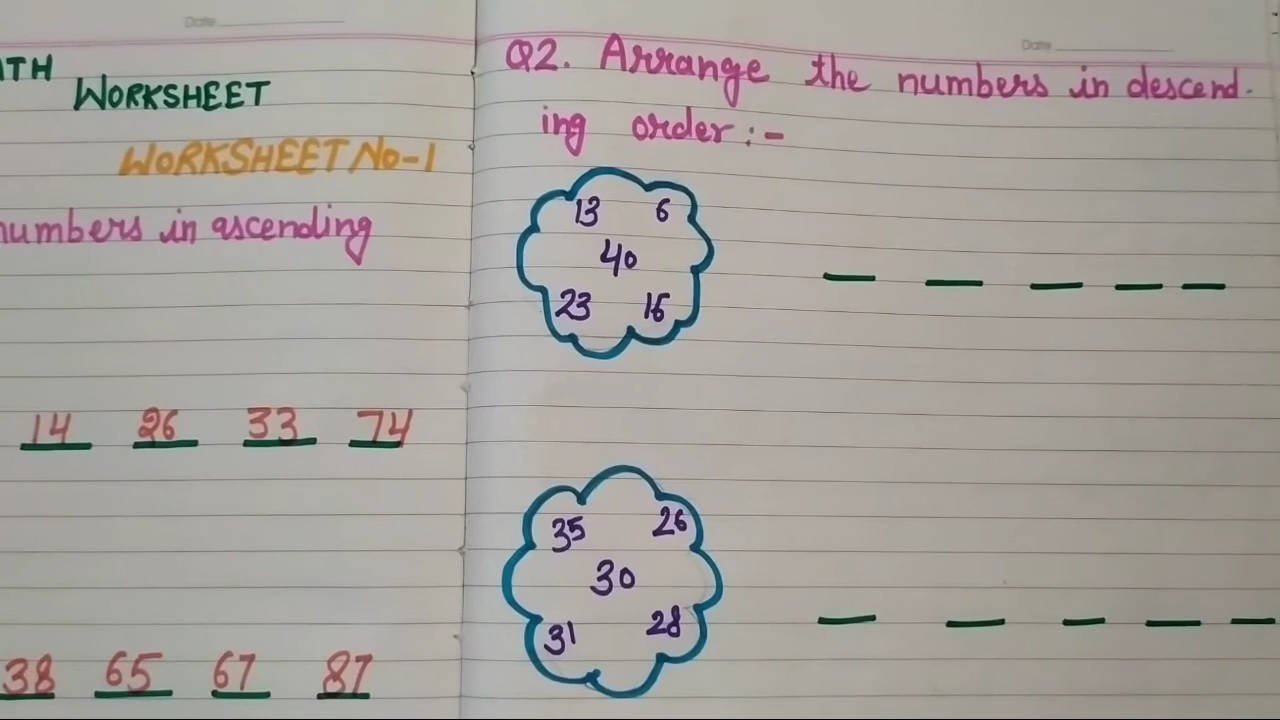 Date
ATH
WORKSHEET
WORKSHEET No-1
numbers in ascending
14 26 33 74
38 65 67 87
Date
Q2. Arrange the numbers in descend-
ing order :-
13 6
40
23 16
35 26
30
31 28